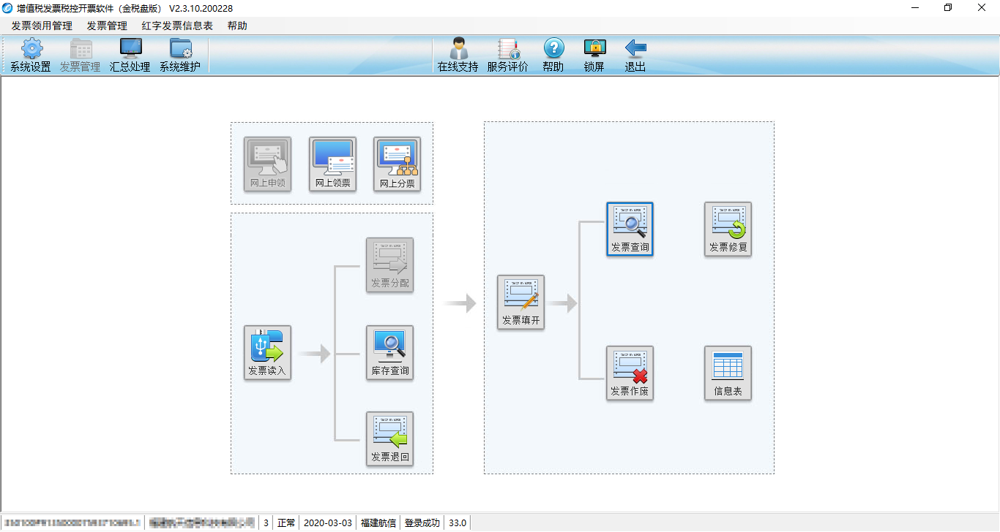 增值税发票税控开票软件（金税盘版） V2.3.10.200228
发票领用管理 发票管理 红字发票信息表 帮助
系统设置 发票管理 汇总处理 系统维护 在线支持 服务评价 帮助 锁屏 退出
网上申领 网上领票 网上分票
发票查询 发票修复
发票分配
发票填开
发票读入 库存查询
发票作废 信息表
发票退回
3 正常 2020-03-03 福建航信 登录成功 33.0